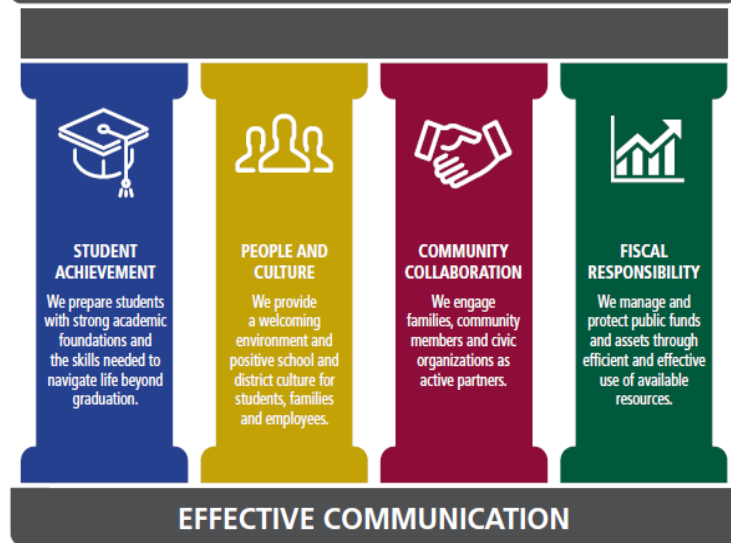 STUDENT
ACHIEVEMENT
We prepare students
with strong academic
foundations and
the skills needed to
navigate life beyond
graduation.
PEOPLE AND
CULTURE
We provide
a welcoming
environment and
positive school and
district culture for
students, families
and employees.
COMMUNITY
COLLABORATION
We engage
families, community
members and civic
organizations as
active partners.
FISCAL
RESPONSIBILITY
We manage and
protect public funds
and assets through
efficient and effective
use of available
resources.
EFFECTIVE COMMUNICATION